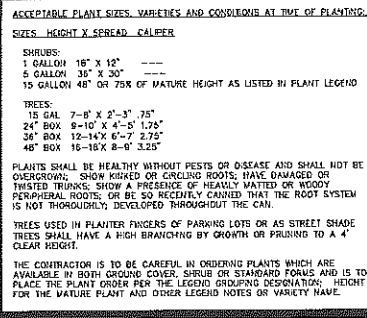 ACCEPTABLE PLANT SIZES, VARIETIES AND CONDITIONS AT TIME OF PLANTING:
SIZES HEIGHT X SPREAD CALIPER
SHRUBS:
1 GALLON 16" X 12" ---
5 GALLON 36" X 30" ---
15 GALLON 48" OR 75% OF MATURE HEIGHT AS LISTED IN PLANT LEGEND
TREES:
15 GAL 7-8' X 2'-3' .75"
24" BOX 9-10' X 4'-5' 1.75"
36" BOX 12-14'X 6'-7' 2.75"
48" BOX 16-18'X 8-9' 3.25"
PLANTS SHALL BE HEALTHY WITHOUT PESTS OR DISEASE AND SHALL NOT BE
OVERGROWN; SHOW KINKED OR CIRCLING ROOTS; HAVE DAMAGED OR
TWISTED TRUNKS; SHOW A PRESENCE OF HEAVILY MATTED OR WOODY
PERIPHERAL ROOTS; OR BE SO RECENTLY CANNED THAT THE ROOT SYSTEM
IS NOT THOROUGHLY; DEVELOPED THROUGHOUT THE CAN.
TREES USED IN PLANTER FINGERS OF PARKING LOTS OR AS STREET SHADE
TREES SHALL HAVE A HIGH BRANCHING BY GROWTH OR PRUNING TO A 4'
CLEAR HEIGHT.
THE CONTRACTOR IS TO BE CAREFUL IN ORDERING PLANTS WHICH ARE
AVAILABLE IN BOTH GROUND COVER, SHRUB OR STANDARD FORMS AND IS TO
PLACE THE PLANT ORDER PER THE LEGEND GROUPING DESIGNATION; HEIGHT
FOR THE MATURE PLANT AND OTHER LEGEND NOTES OR VARIETY NAME.